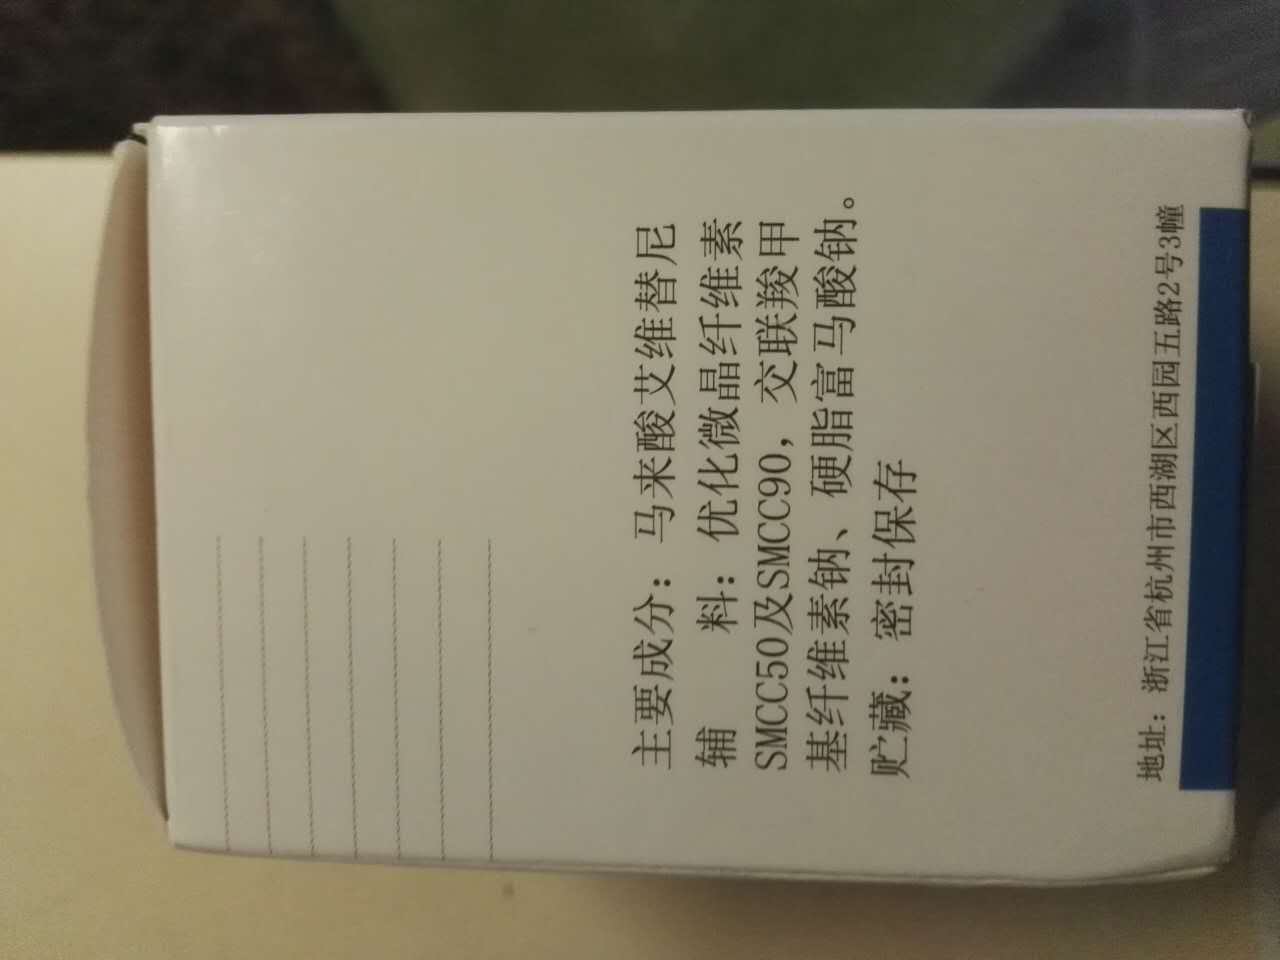 主要成分：马来酸艾维替尼
辅　料：优化微晶纤维素
SMCC50及SMCC90，交联羧甲
基纤维素钠、硬脂富马酸钠。
贮藏：密封保存
地址：浙江省杭州市西湖区西园五路2号3幢